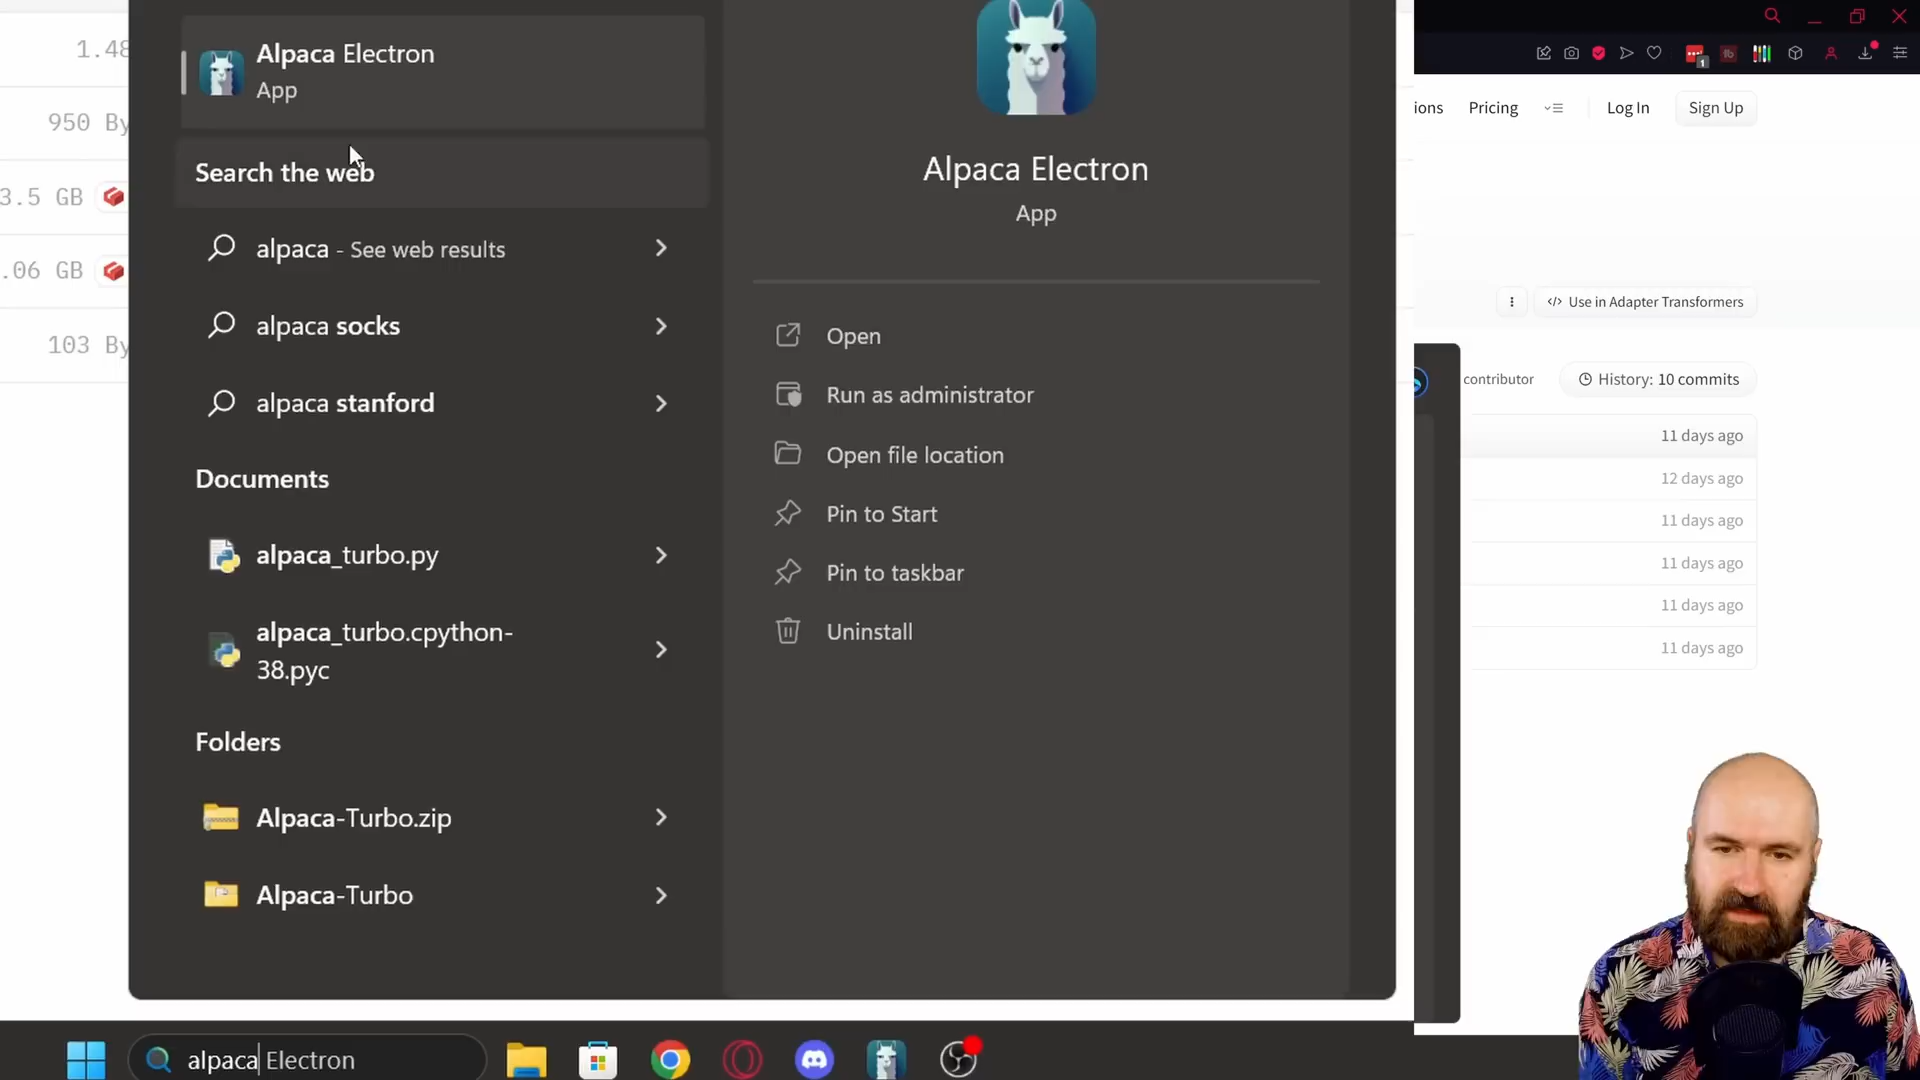 1.48
950 By
3.5 GB
.06 GB
103 By
Alpaca Electron
App
Search the web
alpaca - See web results
alpaca socks
alpaca stanford
Documents
alpaca_turbo.py
alpaca_turbo.cpython-
38.pyc
Folders
Alpaca-Turbo.zip
Alpaca-Turbo
Alpaca Electron
App
Open
Run as administrator
Open file location
Pin to Start
Pin to taskbar
Uninstall
1
ions
Pricing
Log In
Sign Up
</> Use in Adapter Transformers
contributor
History: 10 commits
11 days ago
12 days ago
11 days ago
11 days ago
11 days ago
11 days ago
alpaca Electron